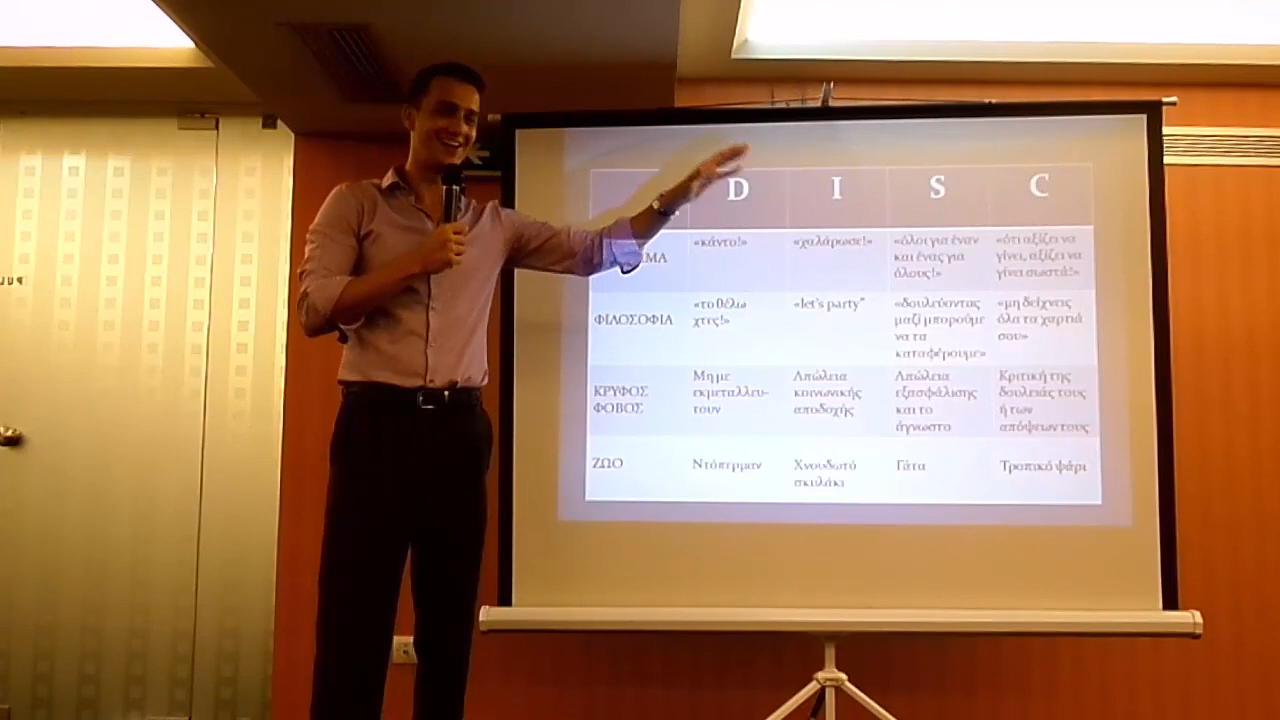 D I S C
«κάντο!» «χαλάρωσε!» «όλοι για έναν «ότι αξίζει να
και ένας για γίνει, αξίζει να
όλους!» γίνει σωστά!»
ΦΙΛΟΣΟΦΙΑ «το θέλω «let's party" «δουλεύοντας «μη δείχνεις
χτες!» μαζί μπορούμε όλα τα χαρτιά
να τα σου»
καταφέρουμε»
ΚΡΥΦΟΣ Μη με Απώλεια Απώλεια Κριτική της
ΦΟΒΟΣ εκμεταλλευ- κοινωνικής εξασφάλισης δουλειάς τους
τουν αποδοχής και το ή των
άγνωστο απόψεων τους
ΖΩΟ Ντόπερμαν Χνουδωτό Γάτα Τροπικό ψάρι
σκυλάκι